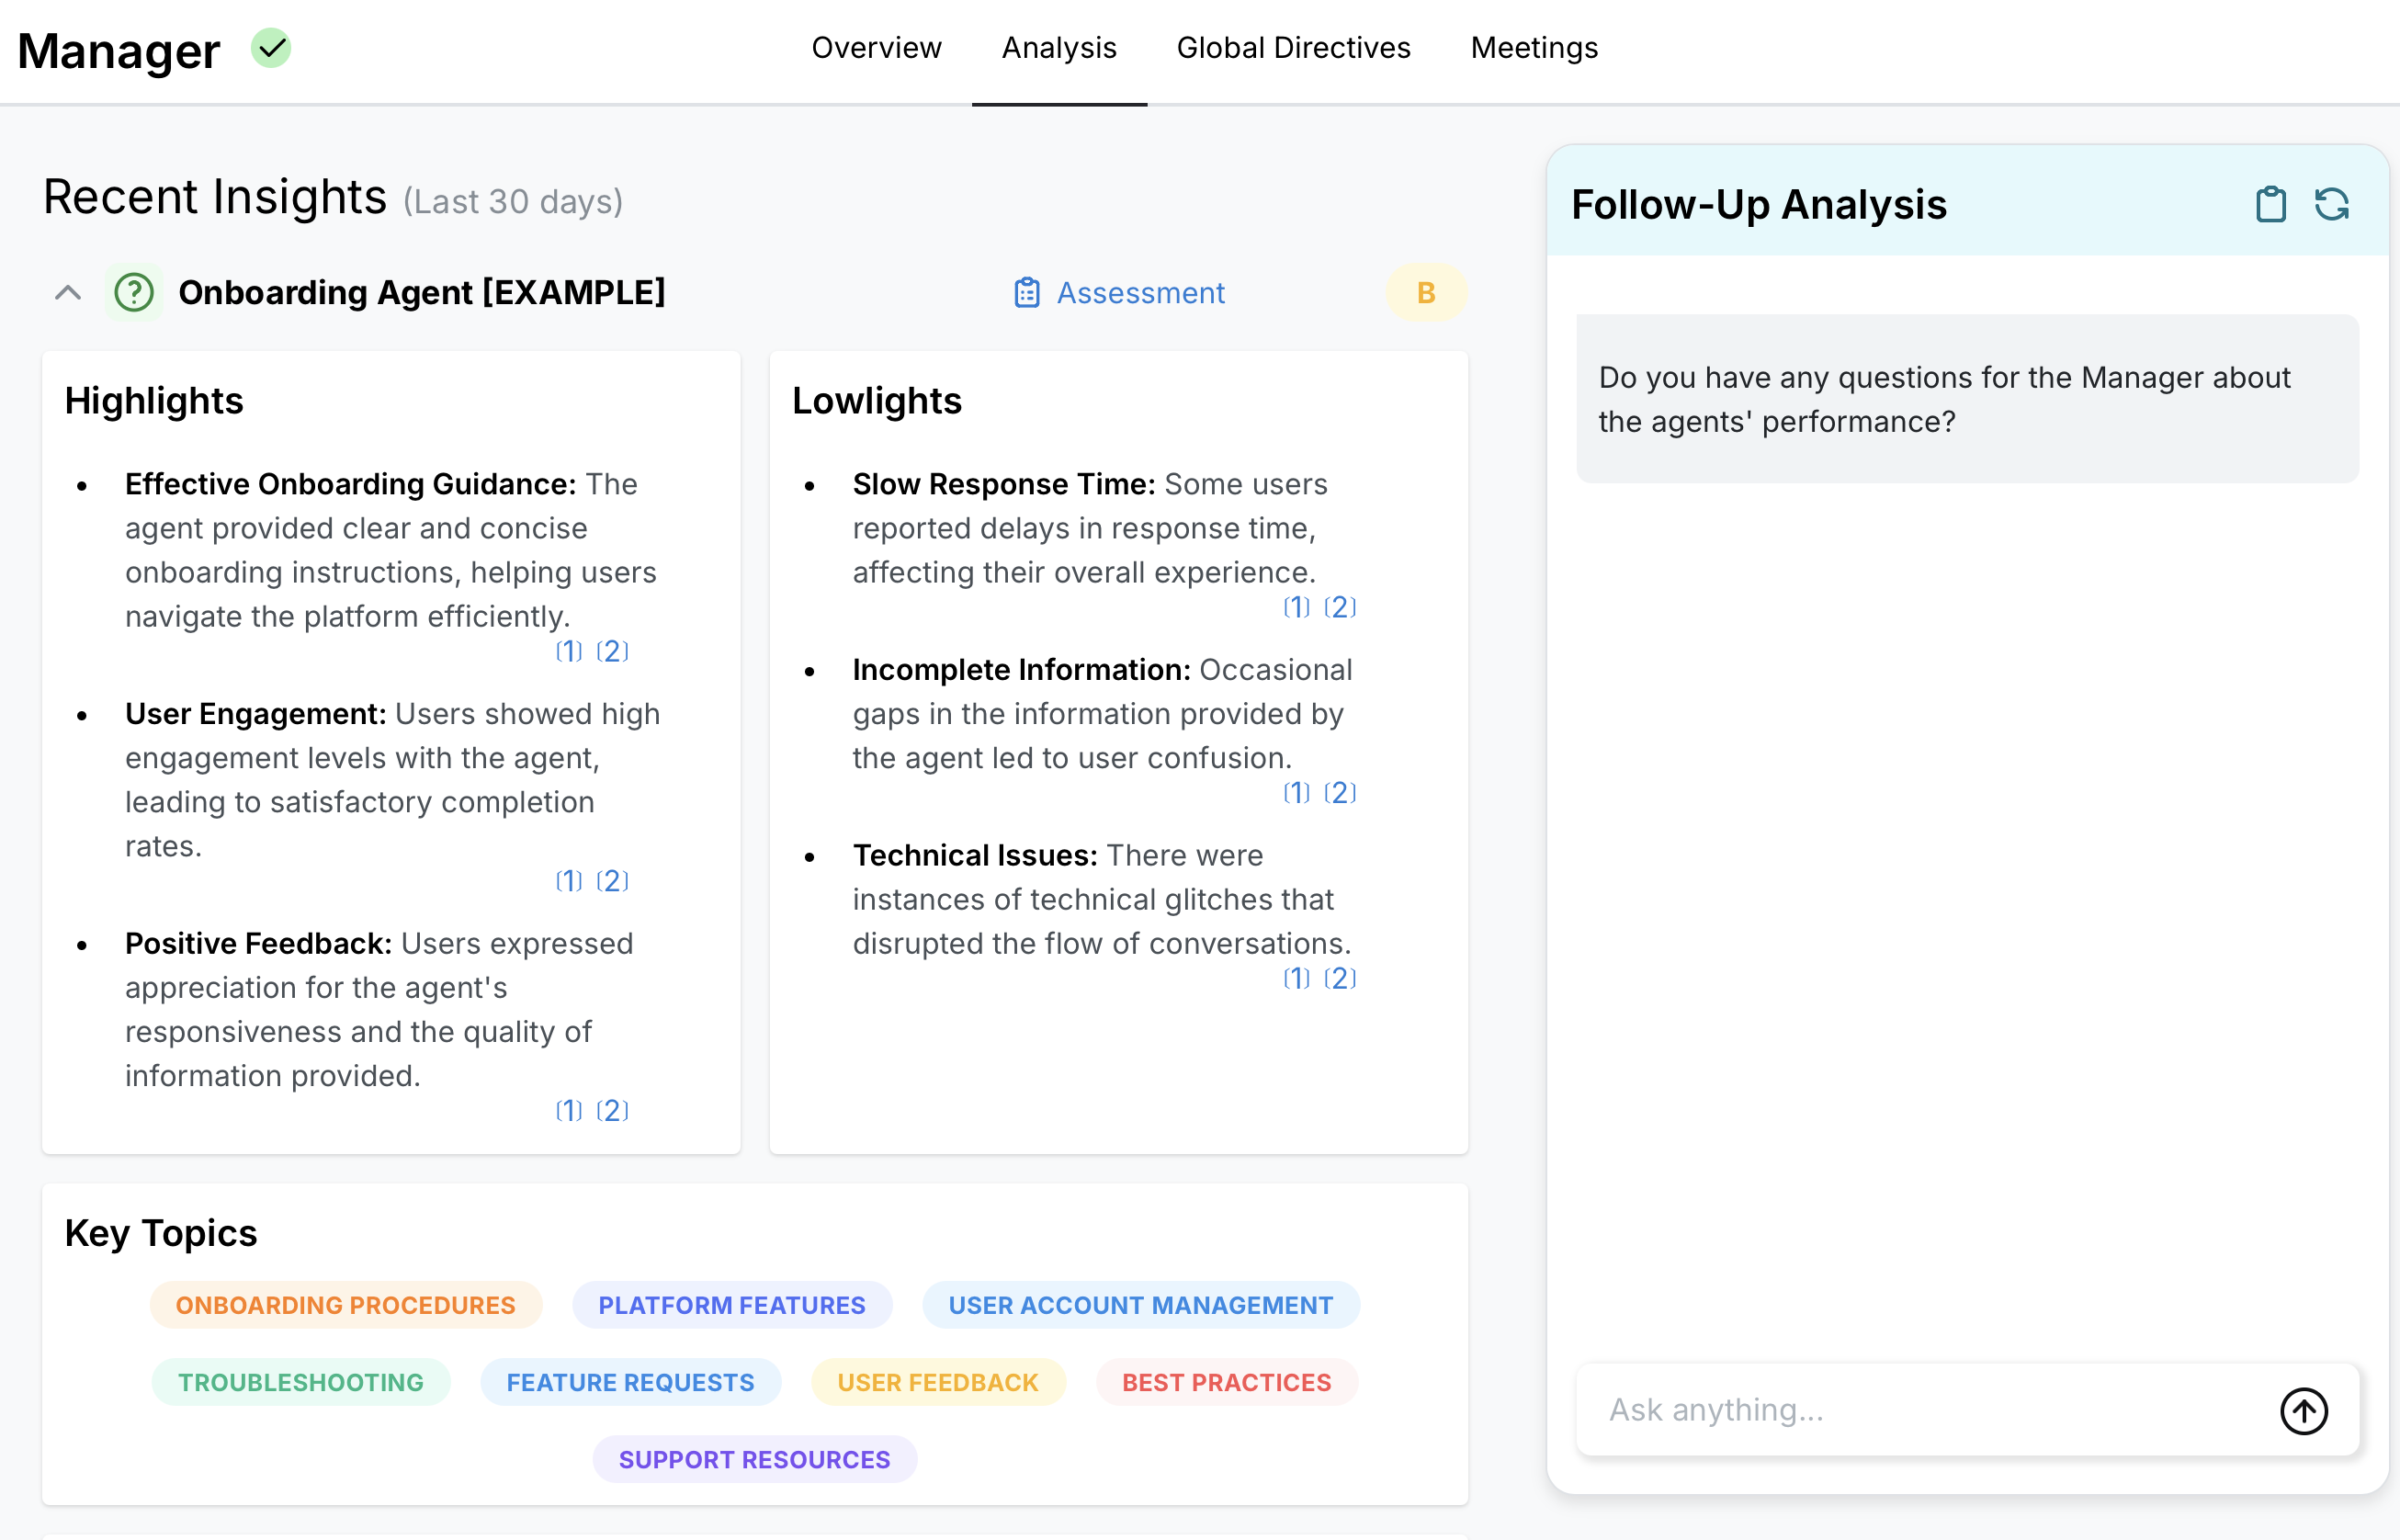 Manager
Overview
Analysis
Global Directives
Meetings
Recent Insights (Last 30 days)
Onboarding Agent [EXAMPLE]
Assessment
B
Highlights
• Effective Onboarding Guidance: The
agent provided clear and concise
onboarding instructions, helping users
navigate the platform efficiently.
[1] [2]
• User Engagement: Users showed high
engagement levels with the agent,
leading to satisfactory completion
rates.
[1] [2]
• Positive Feedback: Users expressed
appreciation for the agent's
responsiveness and the quality of
information provided.
[1] [2]
Lowlights
• Slow Response Time: Some users
reported delays in response time,
affecting their overall experience.
[1] [2]
• Incomplete Information: Occasional
gaps in the information provided by
the agent led to user confusion.
[1] [2]
• Technical Issues: There were
instances of technical glitches that
disrupted the flow of conversations.
[1] [2]
Key Topics
ONBOARDING PROCEDURES
PLATFORM FEATURES
USER ACCOUNT MANAGEMENT
TROUBLESHOOTING
FEATURE REQUESTS
USER FEEDBACK
BEST PRACTICES
SUPPORT RESOURCES
Follow-Up Analysis
Do you have any questions for the Manager about
the agents' performance?
Ask anything...